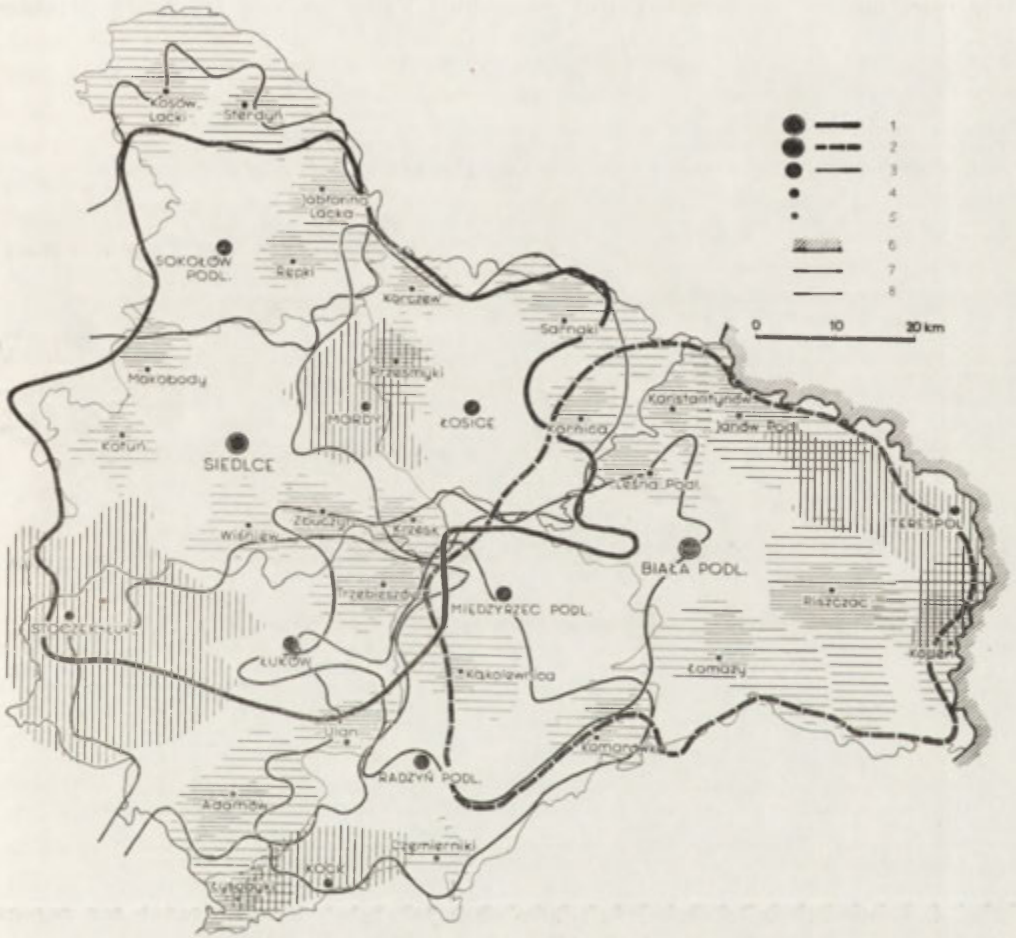 Kosów
Lacki
Sterdyń
1
2
3
4
5
6
7
8
Jabłonna
Lacka
SOKOŁÓW
PODL.
Repki
Korczew
0 10 20 km
Sarnaki
Mokobody
Przesmyki
Konstantynów
MORDY
ŁOSICE
Kornica
Janów Podl.
Kotuń
SIEDLCE
Leśna Podl.
Zbuczyn
Krzesk
TERESPOL
Wiśniew
BIAŁA PODL.
Trzebieszów
MIĘDZYRZEC PODL.
STOCZEK ŁUK.
ŁUKÓW
Kąkolewnica
Łomazy
Ulan
Komarówka
RADZYŃ PODL.
Adamów
Czemierniki
KOCK